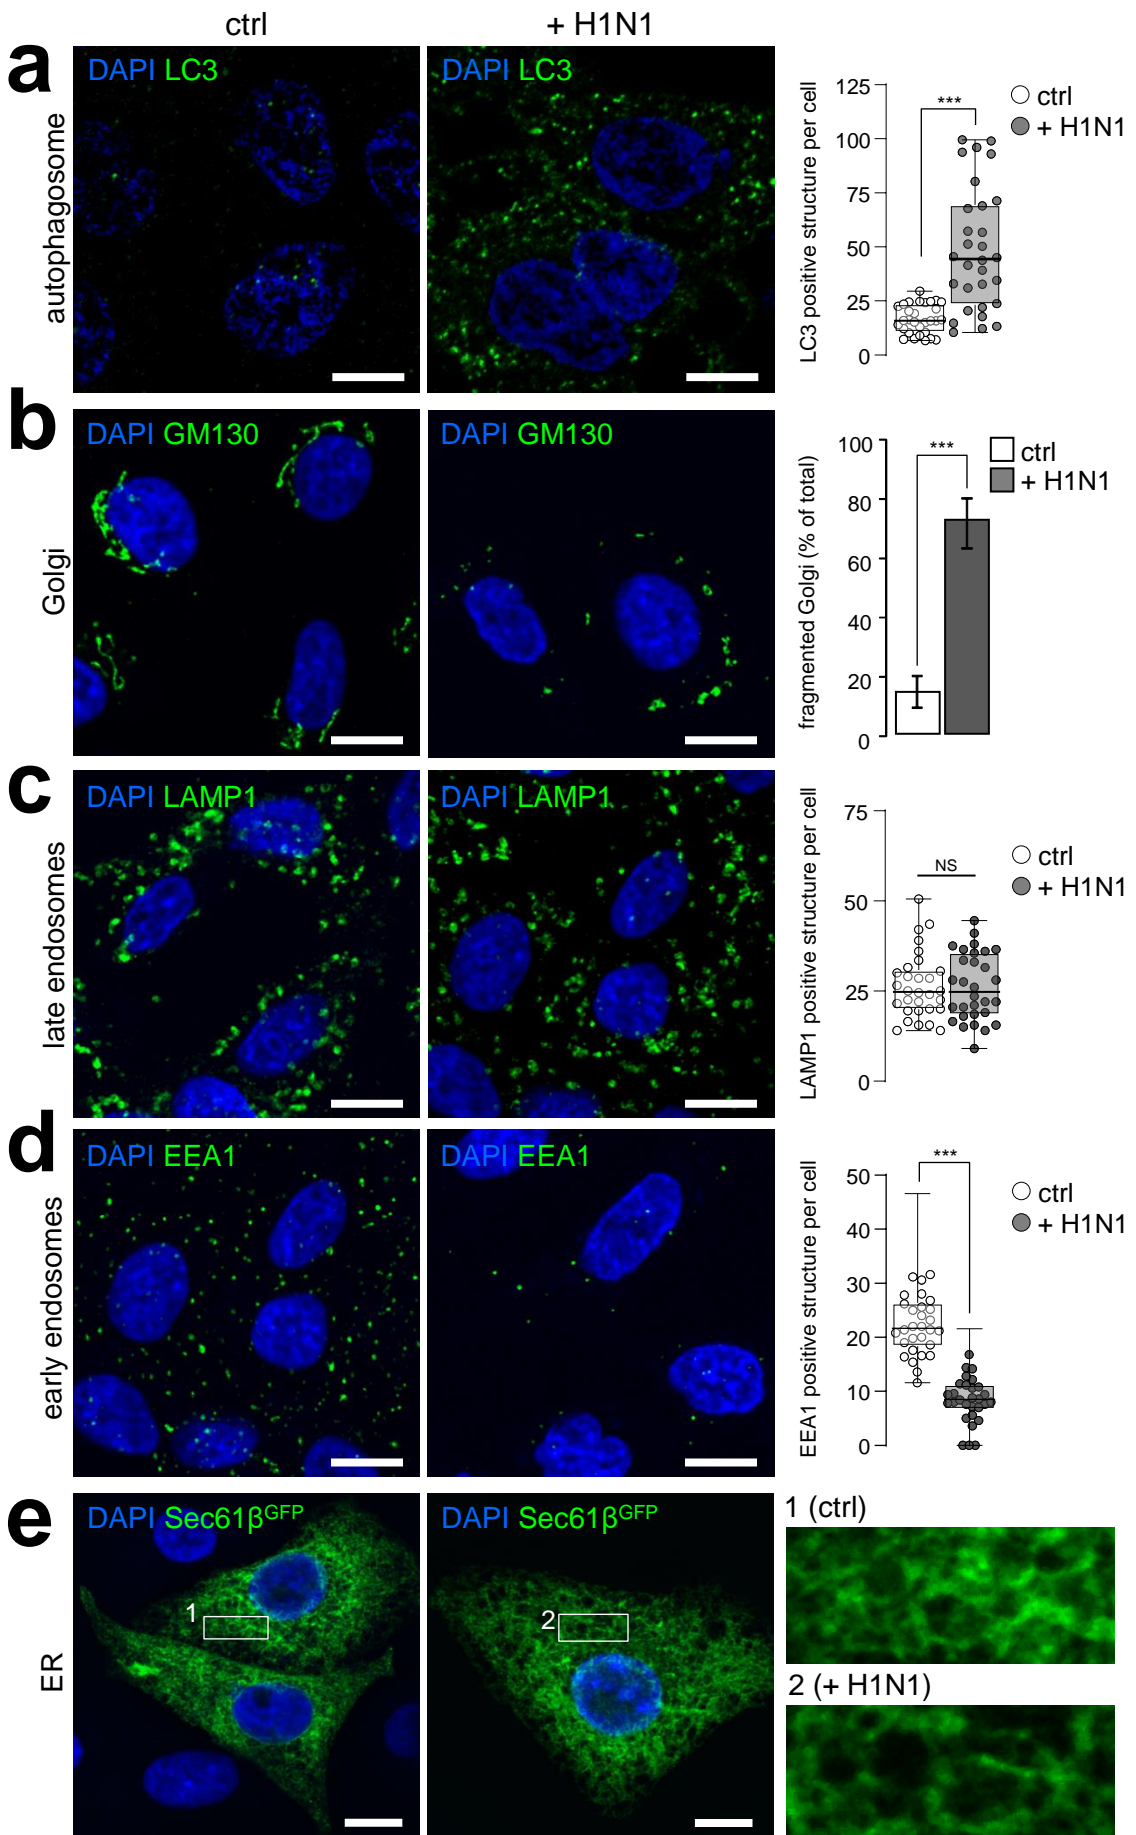 ctrl
+ H1N1
a
autophagosome
DAPI LC3
DAPI LC3
LC3 positive structure per cell
125
100
75
50
25
0
***
ctrl
+ H1N1
b
Golgi
DAPI GM130
DAPI GM130
fragmented Golgi (% of total)
100
80
60
40
20
0
***
ctrl
+ H1N1
c
late endosomes
DAPI LAMP1
DAPI LAMP1
LAMP1 positive structure per cell
75
50
25
0
NS
ctrl
+ H1N1
d
early endosomes
DAPI EEA1
DAPI EEA1
EEA1 positive structure per cell
50
40
30
20
10
0
***
ctrl
+ H1N1
e
ER
DAPI Sec61βGFP
1
DAPI Sec61βGFP
2
1 (ctrl)
2 (+ H1N1)